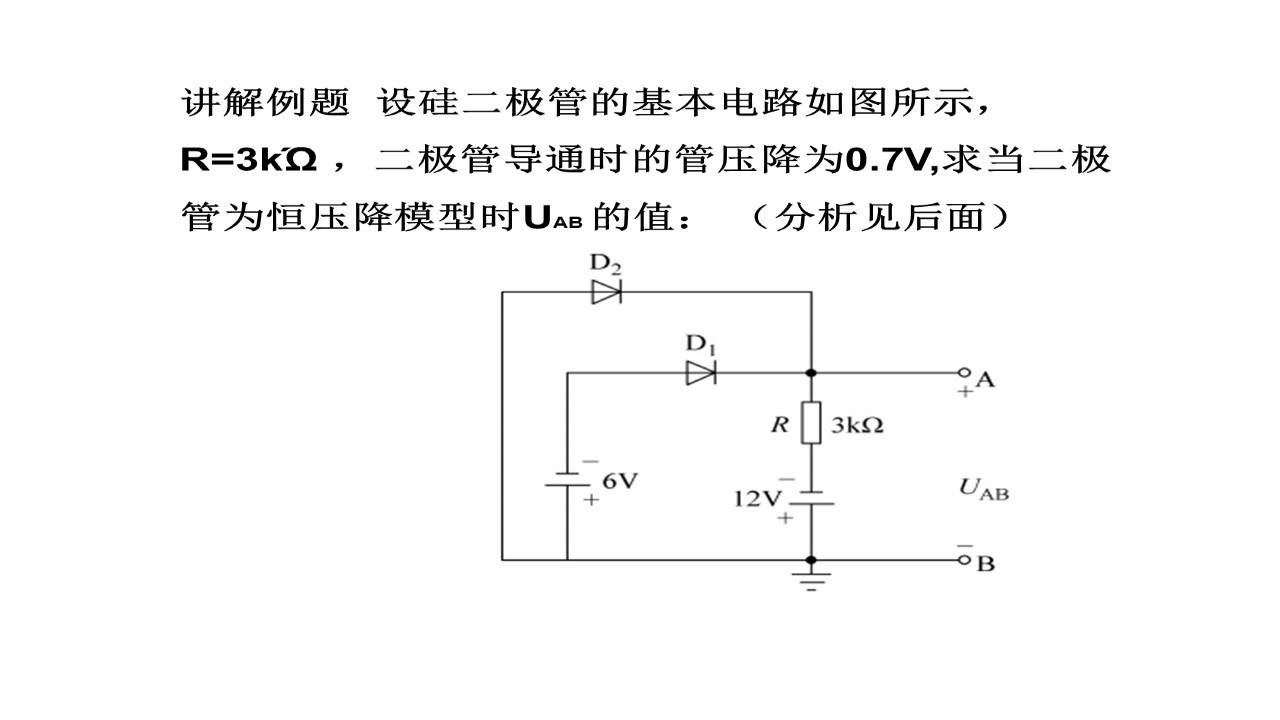 讲解例题 设硅二极管的基本电路如图所示，
R=3kΩ ，二极管导通时的管压降为0.7V,求当二极
管为恒压降模型时UAB 的值： （分析见后面）
D2
D1
A
+
R 3kΩ
−
6V
+
−
12V
+
UAB
−
B